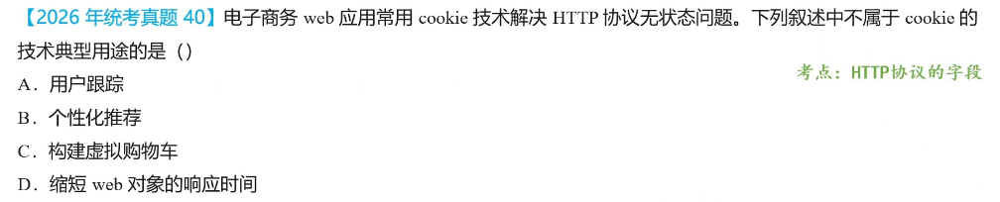 【2026 年统考真题 40】电子商务 web 应用常用 cookie 技术解决 HTTP 协议无状态问题。下列叙述中不属于 cookie 的
技术典型用途的是（）
考点：HTTP协议的字段
A．用户跟踪
B．个性化推荐
C．构建虚拟购物车
D．缩短 web 对象的响应时间